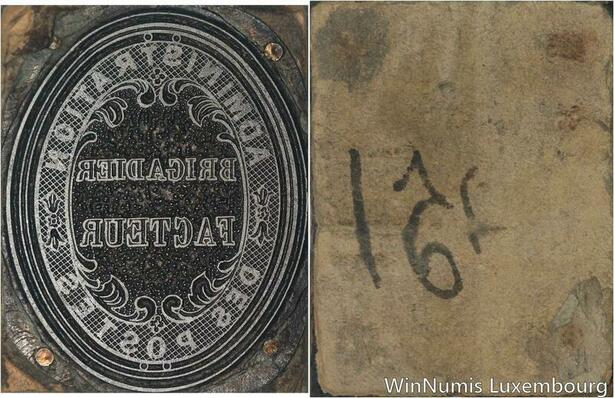 ADMINISTRATION
BRIGADIER
FACTEUR
DES POSTES
WinNumis Luxembourg